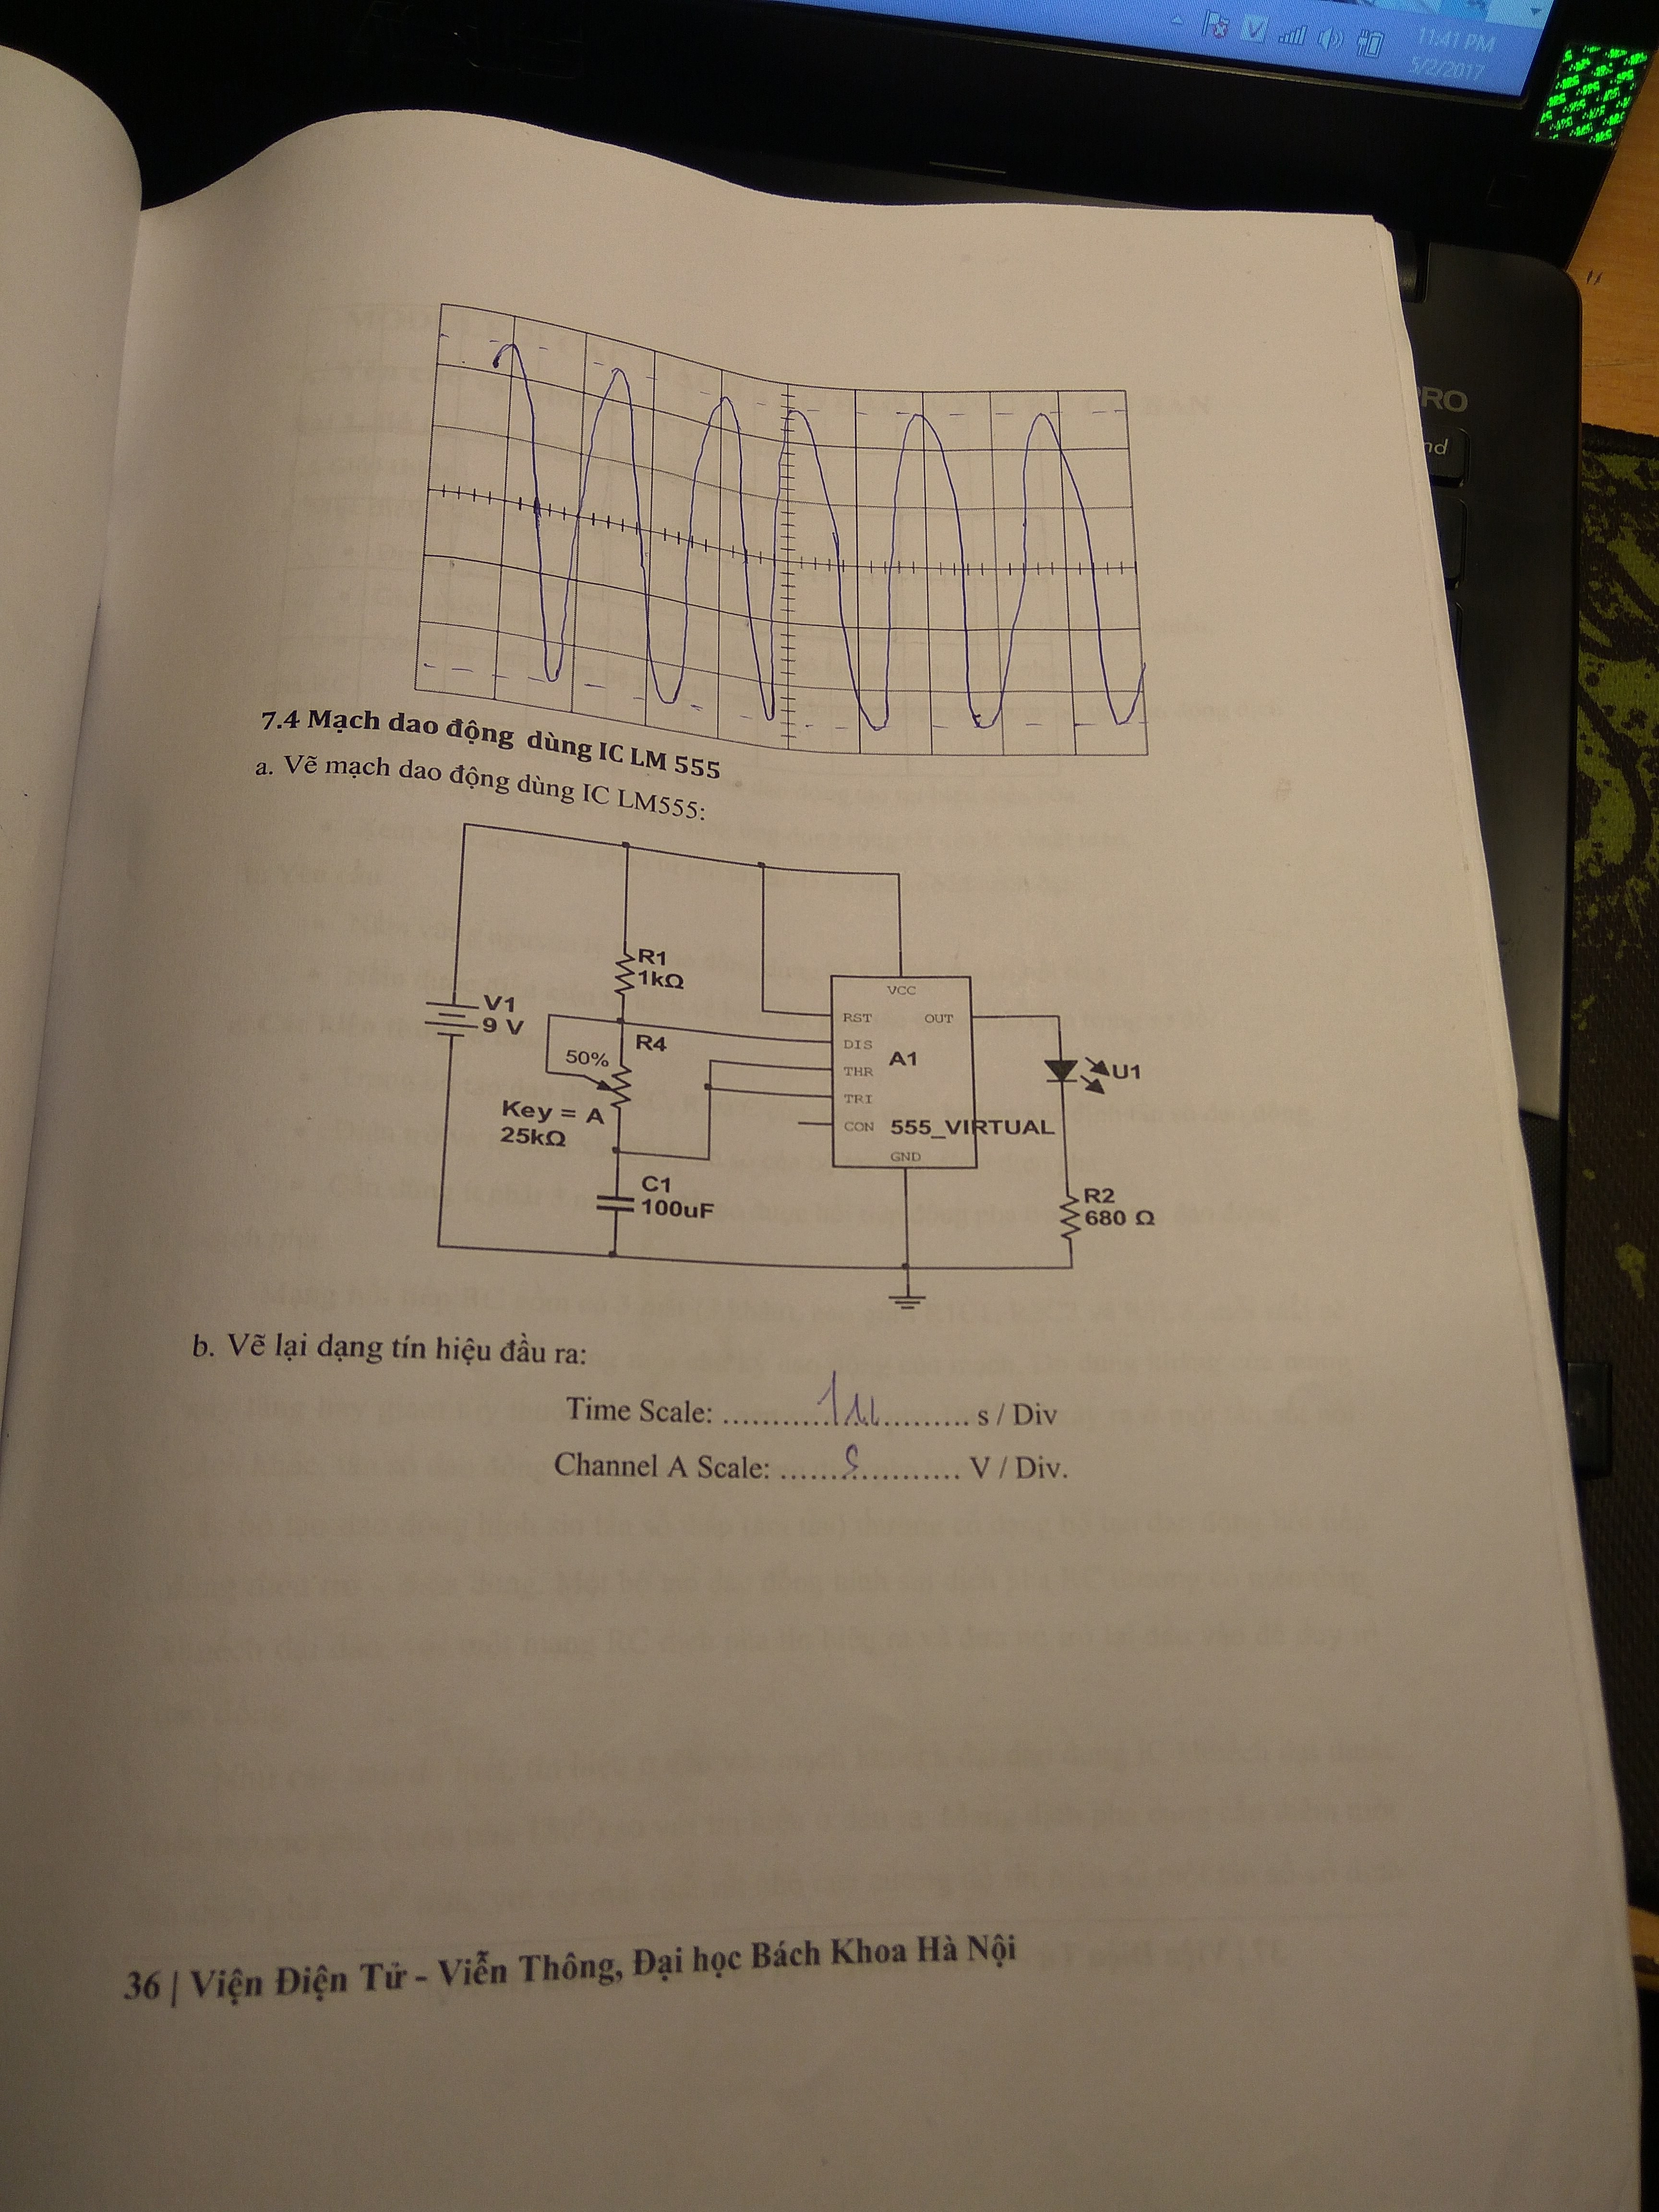 11:41 PM
5/2/2017
PRO
nd
7.4 Mạch dao động dùng IC LM 555
a. Vẽ mạch dao động dùng IC LM555:
R1
1kΩ
V1
9 V
R4
50%
Key = A
25kΩ
C1
100uF
VCC
RST
OUT
DIS
A1
THR
TRI
CON
555_VIRTUAL
GND
U1
R2
680 Ω
b. Vẽ lại dạng tín hiệu đầu ra:
Time Scale: ............1µ.......... s / Div
Channel A Scale: .................. V / Div.
36 | Viện Điện Tử - Viễn Thông, Đại học Bách Khoa Hà Nội